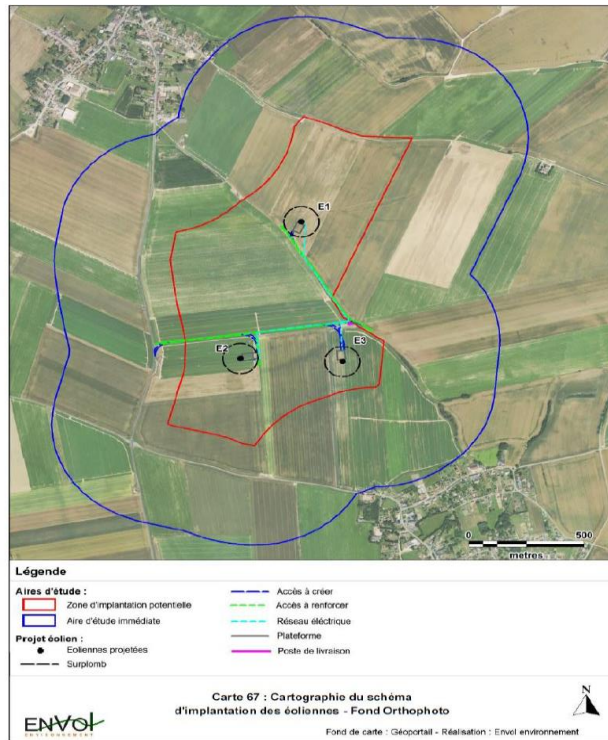 E1
E2
E3
0 500
metres
Légende
Aires d'étude :
Zone d'implantation potentielle
Aire d'étude immédiate
Projet éolien :
Eoliennes projetées
Surplomb
Accès à créer
Accès à renforcer
Réseau électrique
Plateforme
Poste de livraison
Carte 67 : Cartographie du schéma
d'implantation des éoliennes - Fond Orthophoto
N
ENVOL
ENVIRONNEMENT
Fond de carte : Géoportail - Réalisation : Envol environnement